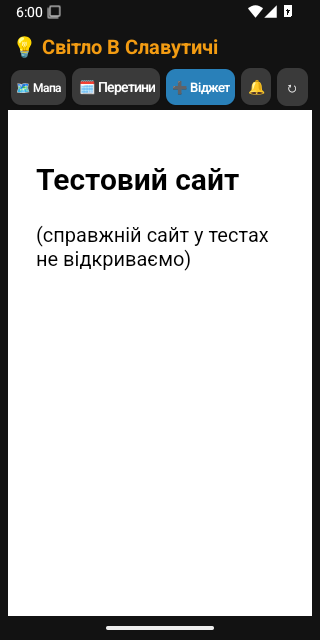 6:00
💡 Світло В Славутичі
🗺️ Мапа 🗓️ Перетини ➕ Віджет 🔔 ↻
Тестовий сайт
(справжній сайт у тестах
не відкриваємо)